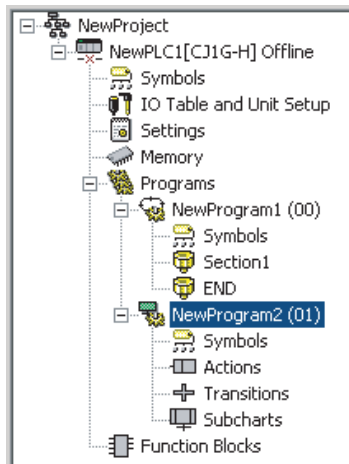 NewProject
NewPLC1[CJ1G-H] Offline
Symbols
IO Table and Unit Setup
Settings
Memory
Programs
NewProgram1 (00)
Symbols
Section1
END
NewProgram2 (01)
Symbols
Actions
Transitions
Subcharts
Function Blocks